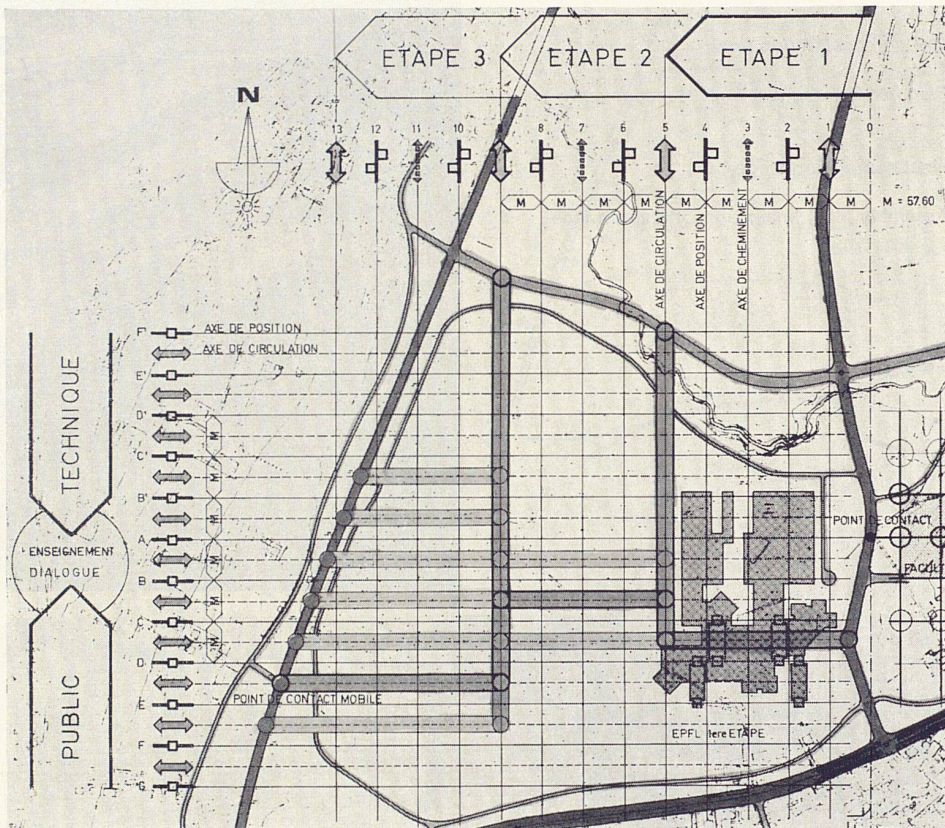 ETAPE 3 ETAPE 2 ETAPE 1
N
13 12 11 10 8 7 6 5 4 3 2 1 0
M M M M M M M M M = 57.60
AXE DE CIRCULATION
AXE DE POSITION
AXE DE CHEMINEMENT
F' AXE DE POSITION
AXE DE CIRCULATION
E'
D'
M
C'
M
B'
M
A
M
B
M
C
M
D
E
F
G
TECHNIQUE
ENSEIGNEMENT
DIALOGUE
PUBLIC
POINT DE CONTACT
FACULT
POINT DE CONTACT MOBILE
EPFL 1ere ETAPE